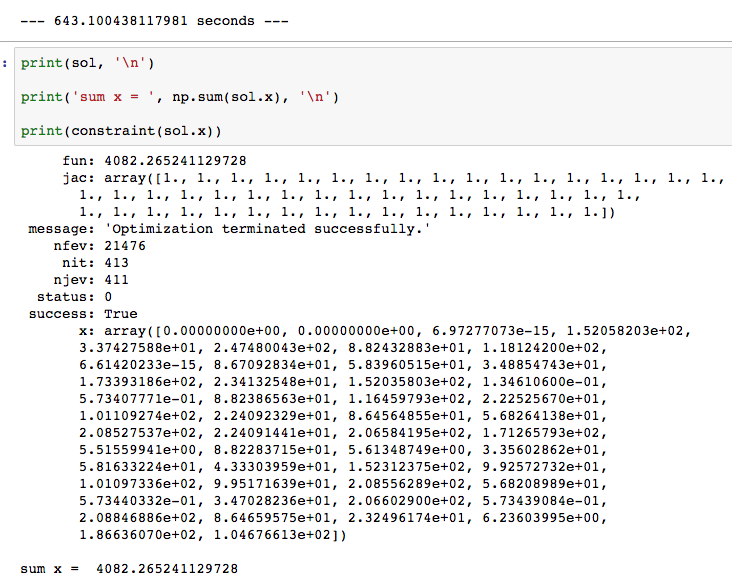 --- 643.100438117981 seconds ---
: print(sol, '\n')
print('sum x = ', np.sum(sol.x), '\n')
print(constraint(sol.x))
fun: 4082.265241129728
jac: array([1., 1., 1., 1., 1., 1., 1., 1., 1., 1., 1., 1., 1., 1., 1., 1., 1.,
1., 1., 1., 1., 1., 1., 1., 1., 1., 1., 1., 1., 1., 1., 1., 1., 1.,
1., 1., 1., 1., 1., 1., 1., 1., 1., 1., 1., 1., 1., 1., 1., 1.])
message: 'Optimization terminated successfully.'
nfev: 21476
nit: 413
njev: 411
status: 0
success: True
x: array([0.00000000e+00, 0.00000000e+00, 6.97277073e-15, 1.52058203e+02,
3.37427588e+01, 2.47480043e+02, 8.82432883e+01, 1.18124200e+02,
6.61420233e-15, 8.67092834e+01, 5.83960515e+01, 3.48854743e+01,
1.73393186e+02, 2.34132548e+01, 1.52035803e+02, 1.34610600e-01,
5.73407771e-01, 8.82386563e+01, 1.16459793e+02, 2.22525670e+01,
1.01109274e+02, 2.24092329e+01, 8.64564855e+01, 5.68264138e+01,
2.08527537e+02, 2.24091441e+01, 2.06584195e+02, 1.71265793e+02,
5.51559941e+00, 8.82283715e+01, 5.61348749e+00, 3.35602862e+01,
5.81633224e+01, 4.33303959e+01, 1.52312375e+02, 9.92572732e+01,
1.01097336e+02, 9.95171639e+01, 2.08556289e+02, 5.68208989e+01,
5.73440332e-01, 3.47028236e+01, 2.06602900e+02, 5.73439084e-01,
2.08846886e+02, 8.64659575e+01, 2.32496174e+01, 6.23603995e+00,
1.86636070e+02, 1.04676613e+02])
sum x =  4082.265241129728